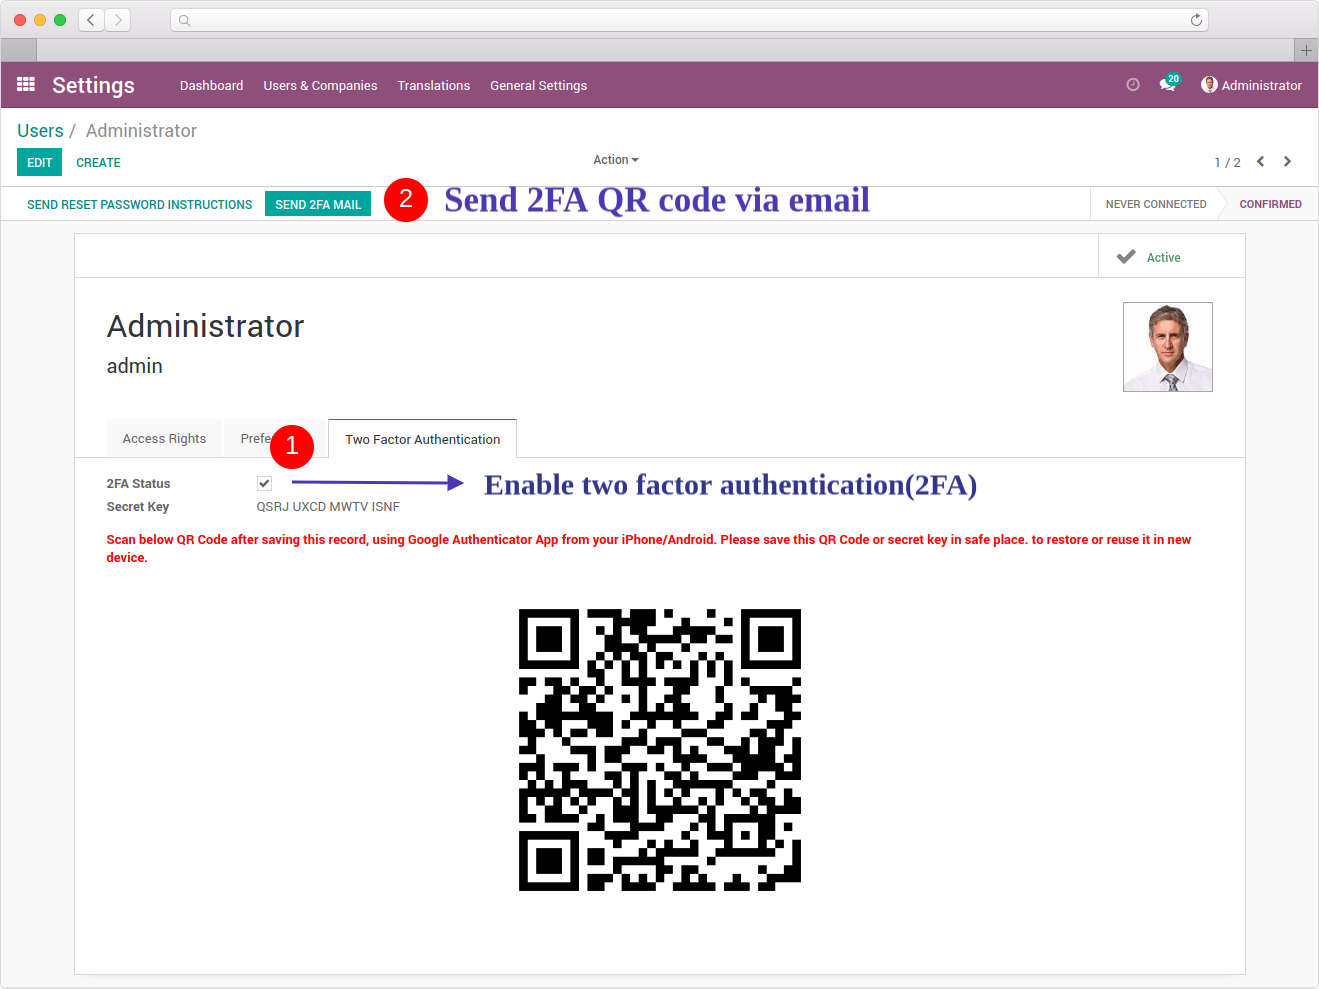 Settings
Dashboard
Users & Companies
Translations
General Settings
20
Administrator
Users / Administrator
EDIT
CREATE
Action
1 / 2
SEND RESET PASSWORD INSTRUCTIONS
SEND 2FA MAIL
2
Send 2FA QR code via email
NEVER CONNECTED
CONFIRMED
Active
Administrator
admin
Access Rights
Prefe
1
Two Factor Authentication
2FA Status
Enable two factor authentication(2FA)
Secret Key
QSRJ UXCD MWTV ISNF
Scan below QR Code after saving this record, using Google Authenticator App from your iPhone/Android. Please save this QR Code or secret key in safe place. to restore or reuse it in new
device.